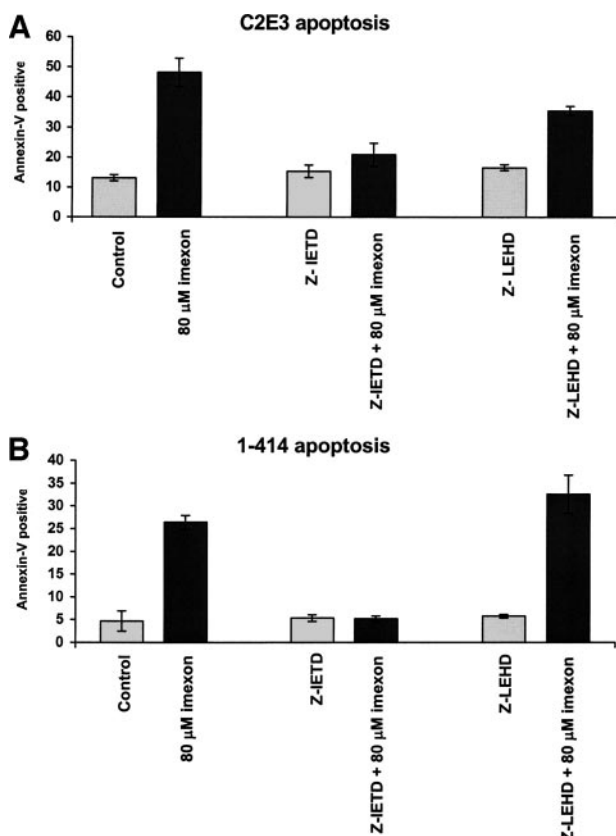 A
C2E3 apoptosis
Annexin-V positive
60
50
40
30
20
10
0
Control
80 μM imexon
Z- IETD
Z-IETD + 80 μM imexon
Z- LEHD
Z-LEHD + 80 μM imexon
B
1-414 apoptosis
Annexin-V positive
40
35
30
25
20
15
10
5
0
Control
80 μM imexon
Z-IETD
Z-IETD + 80 μM imexon
Z-LEHD
Z-LEHD + 80 μM imexon